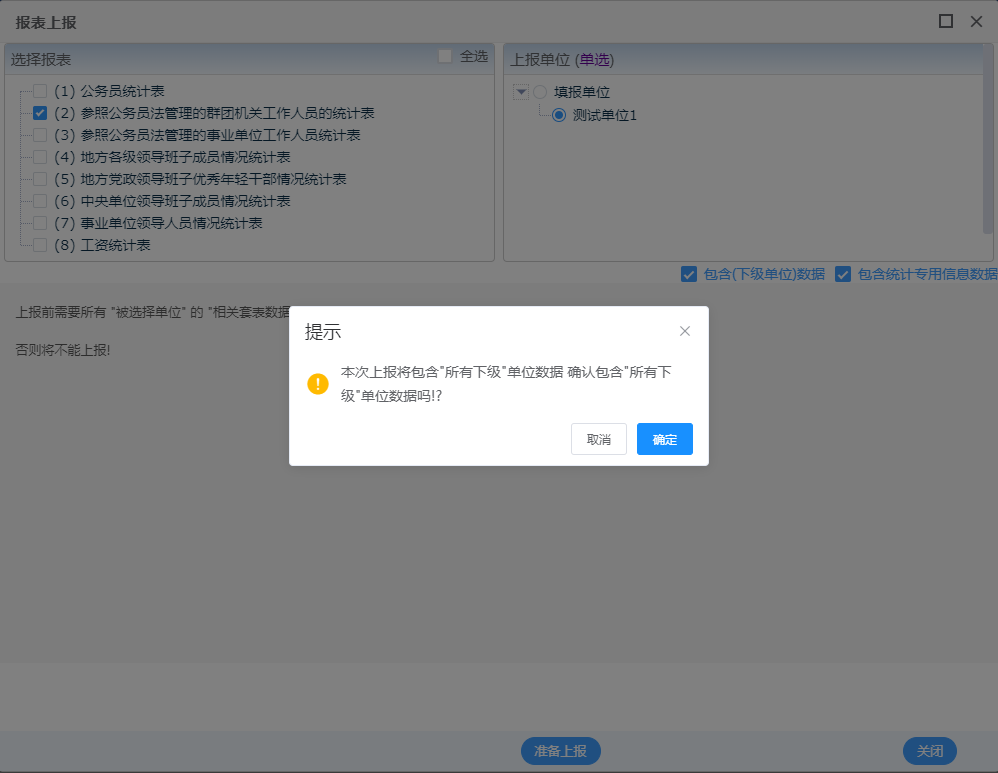 报表上报
选择报表
全选
(1) 公务员统计表
(2) 参照公务员法管理的群团机关工作人员的统计表
(3) 参照公务员法管理的事业单位工作人员统计表
(4) 地方各级领导班子成员情况统计表
(5) 地方党政领导班子优秀年轻干部情况统计表
(6) 中央单位领导班子成员情况统计表
(7) 事业单位领导人员情况统计表
(8) 工资统计表
上报单位 (单选)
填报单位
测试单位1
包含(下级单位)数据
包含统计专用信息数据
上报前需要所有 "被选择单位" 的 "相关套表数据
否则将不能上报!
提示
本次上报将包含"所有下级"单位数据 确认包含"所有下
级"单位数据吗!?
取消
确定
准备上报
关闭